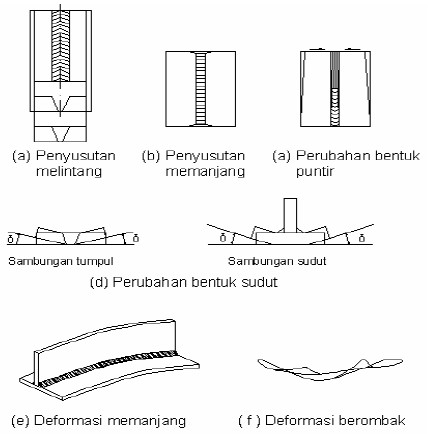 (a) Penyusutan melintang
(b) Penyusutan memanjang
(a) Perubahan bentuk puntir
δ δ
Sambungan tumpul
δ δ
Sambungan sudut
(d) Perubahan bentuk sudut
(e) Deformasi memanjang
( f ) Deformasi berombak